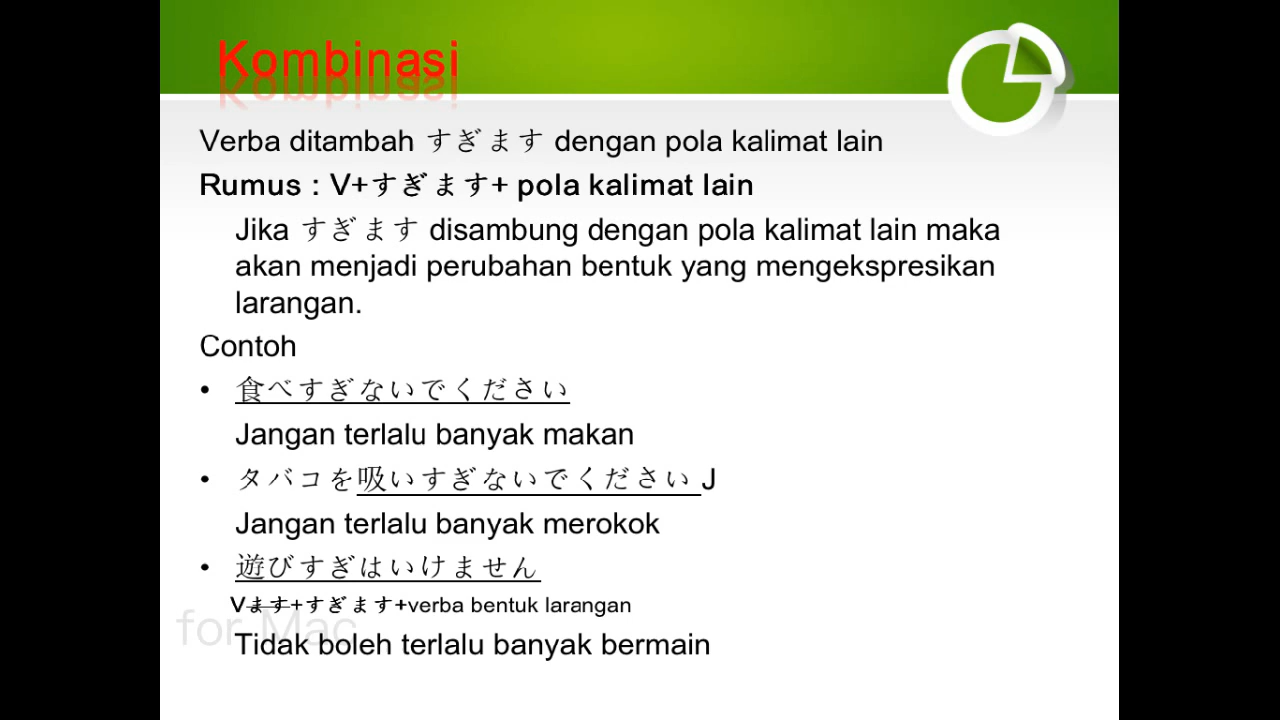 Kombinasi
Verba ditambah すぎます dengan pola kalimat lain
Rumus : V+すぎます+ pola kalimat lain
Jika すぎます disambung dengan pola kalimat lain maka
akan menjadi perubahan bentuk yang mengekspresikan
larangan.
Contoh
• 食べすぎないでください
Jangan terlalu banyak makan
• タバコを吸いすぎないでください J
Jangan terlalu banyak merokok
• 遊びすぎはいけません
Vます+すぎます+verba bentuk larangan
for Mac
Tidak boleh terlalu banyak bermain